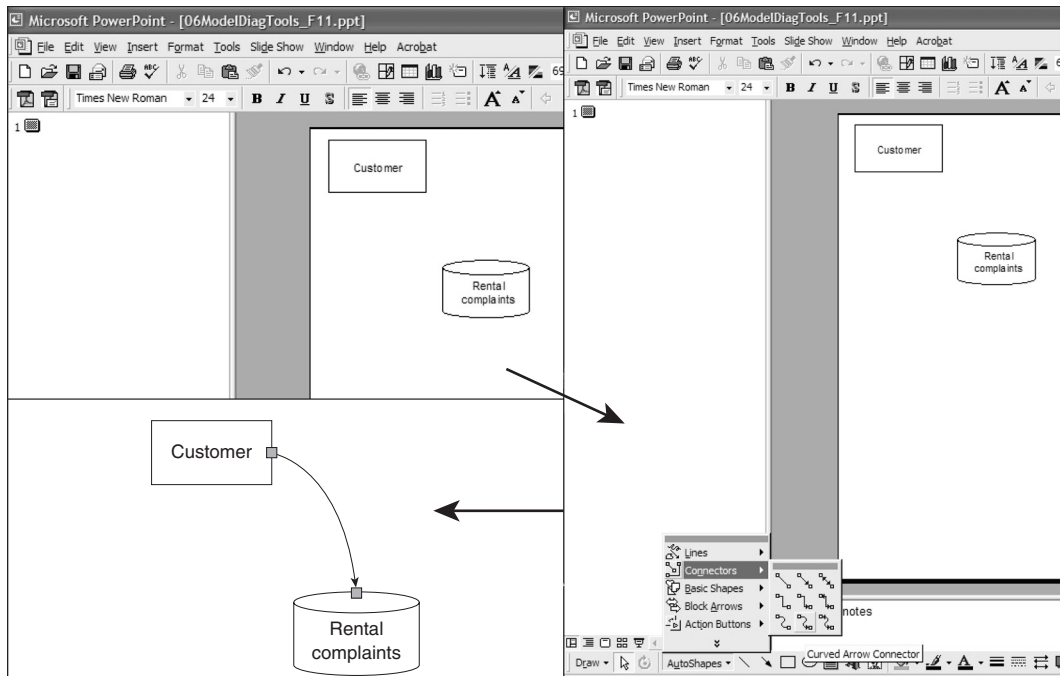 Microsoft PowerPoint - [06ModelDiagTools_F11.ppt]
File Edit View Insert Format Tools Slide Show Window Help Acrobat
Times New Roman 24 B I U S A A
1
Customer
Rental
complaints
Customer
Rental
complaints
Microsoft PowerPoint - [06ModelDiagTools_F11.ppt]
File Edit View Insert Format Tools Slide Show Window Help Acrobat
Times New Roman 24 B I U S A A
1
Customer
Rental
complaints
Lines
Connectors
Basic Shapes
Block Arrows
Action Buttons
notes
Curved Arrow Connector
Draw AutoShapes A